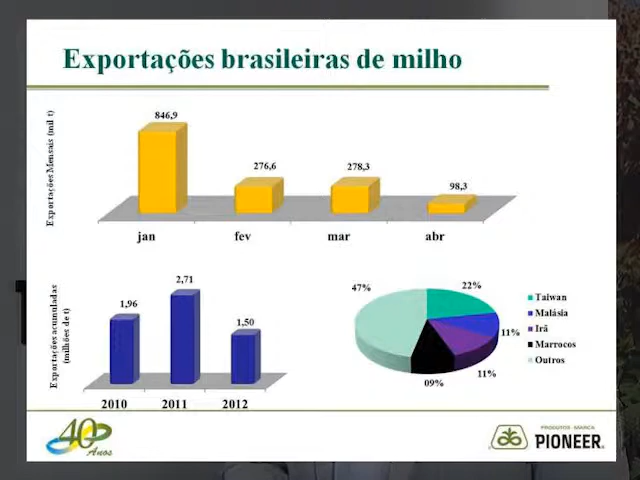 Exportações brasileiras de milho
Exportações Mensais (mil t)
846,9
276,6
278,3
98,3
jan
fev
mar
abr
Exportações acumuladas
(milhões de t)
1,96
2,71
1,50
2010
2011
2012
47%
22%
11%
11%
09%
Taiwan
Malásia
Irã
Marrocos
Outros
40
Anos
PRODUTOS - MARCA
PIONEER.